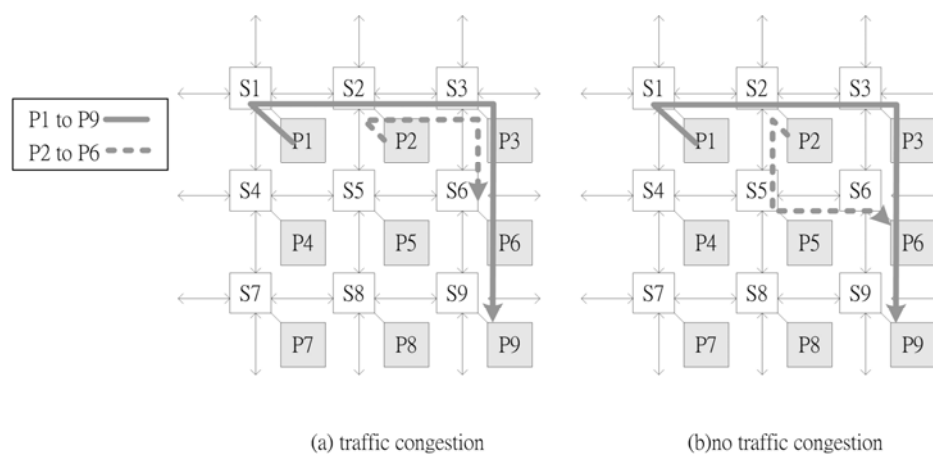 S1 S2 S3 S1 S2 S3
P1 to P9
P2 to P6
P1 P2 P3 P1 P2 P3
S4 S5 S6 S4 S5 S6
P4 P5 P6 P4 P5 P6
S7 S8 S9 S7 S8 S9
P7 P8 P9 P7 P8 P9
(a) traffic congestion
(b)no traffic congestion